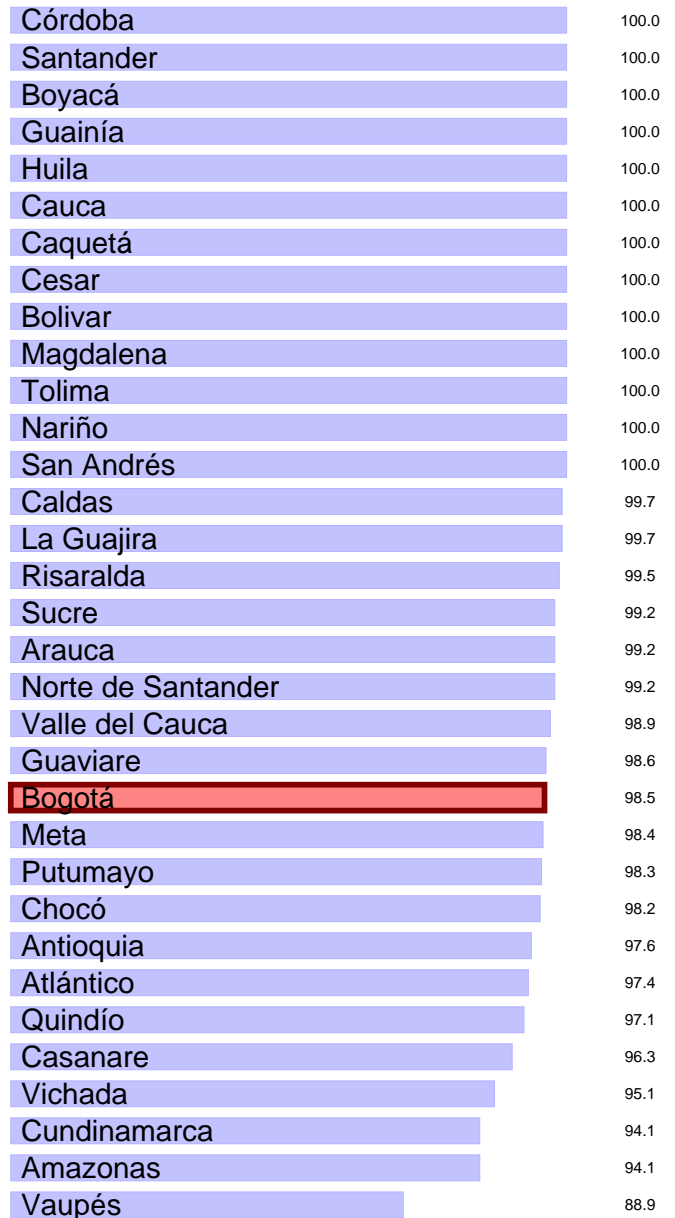 Córdoba 100.0
Santander 100.0
Boyacá 100.0
Guainía 100.0
Huila 100.0
Cauca 100.0
Caquetá 100.0
Cesar 100.0
Bolivar 100.0
Magdalena 100.0
Tolima 100.0
Nariño 100.0
San Andrés 100.0
Caldas 99.7
La Guajira 99.7
Risaralda 99.5
Sucre 99.2
Arauca 99.2
Norte de Santander 99.2
Valle del Cauca 98.9
Guaviare 98.6
Bogotá 98.5
Meta 98.4
Putumayo 98.3
Chocó 98.2
Antioquia 97.6
Atlántico 97.4
Quindío 97.1
Casanare 96.3
Vichada 95.1
Cundinamarca 94.1
Amazonas 94.1
Vaupés 88.9